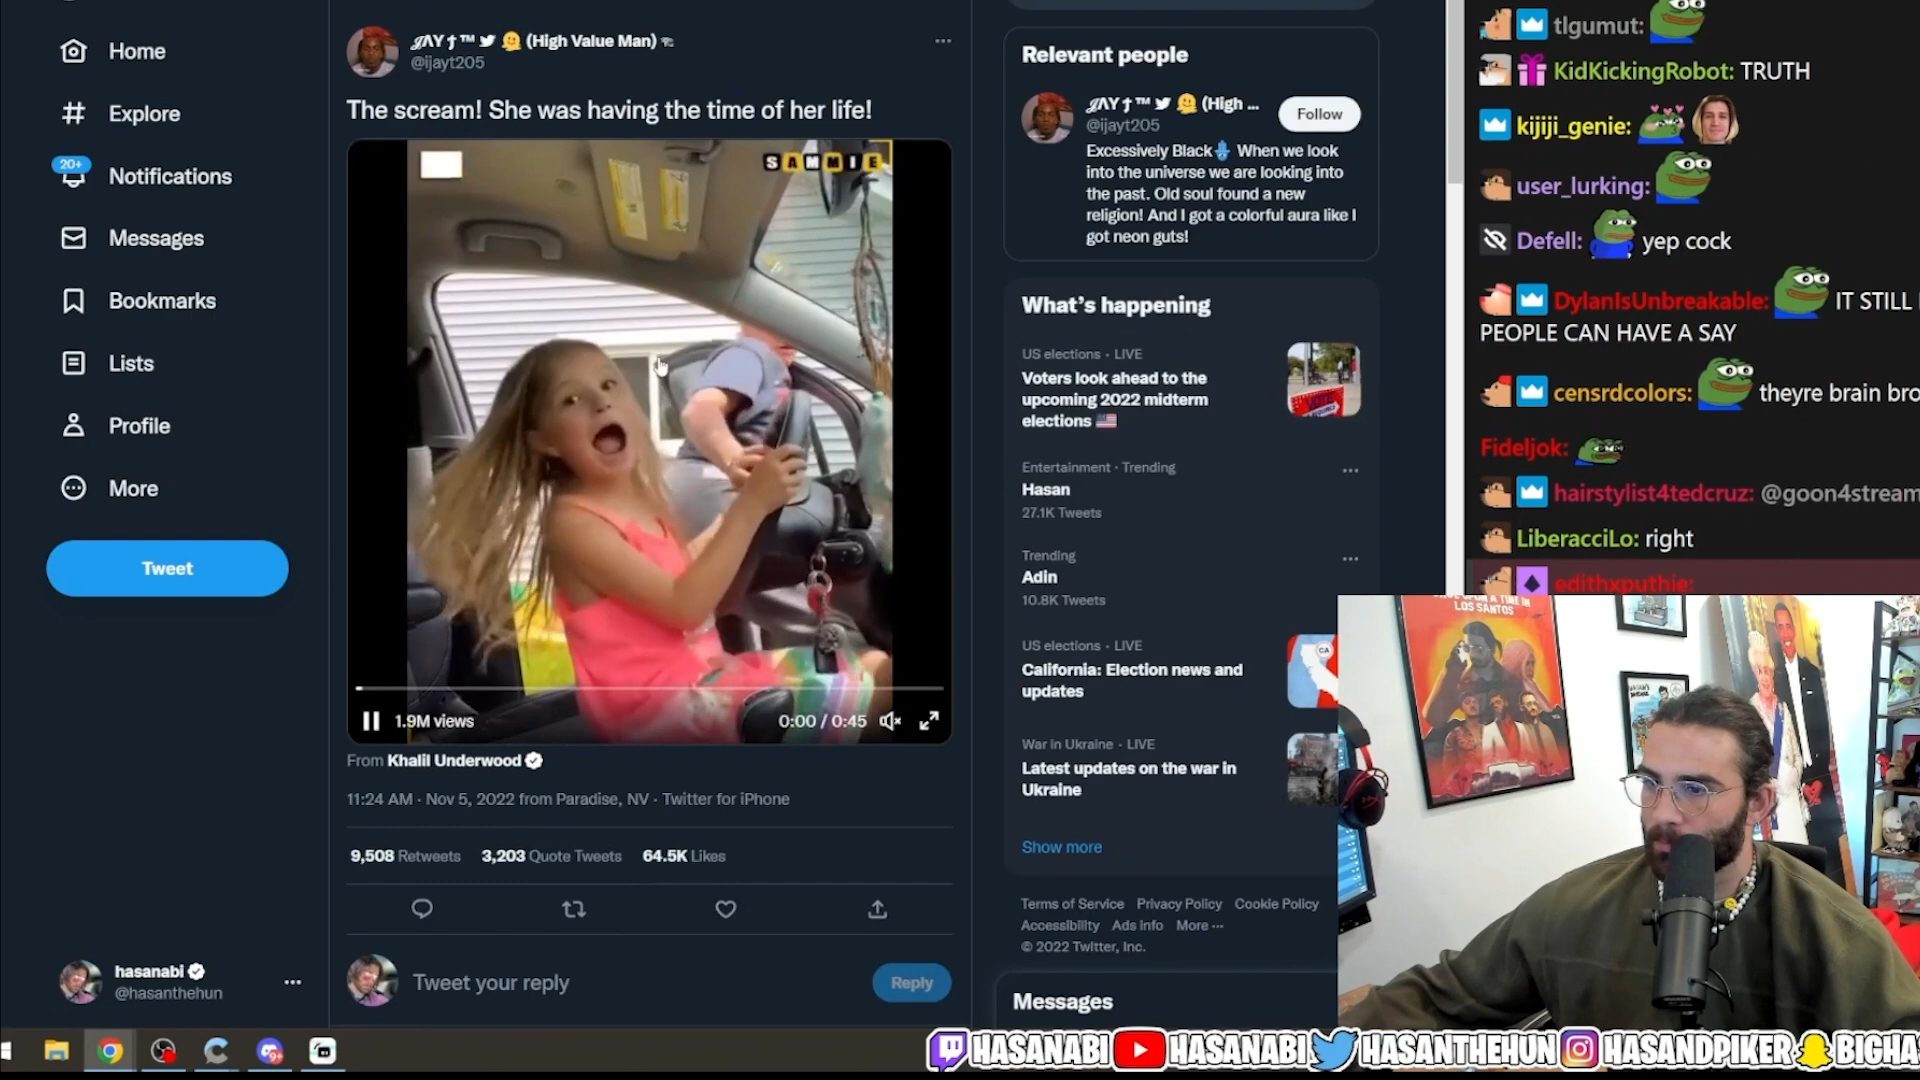 Home
Explore
20+
Notifications
Messages
Bookmarks
Lists
Profile
More
Tweet
hasanabi
@hasanthehun
(High Value Man)
@ijayt205
The scream! She was having the time of her life!
SAMMIE
1.9M views
0:00 / 0:45
From Khalil Underwood
11:24 AM · Nov 5, 2022 from Paradise, NV · Twitter for iPhone
9,508 Retweets 3,203 Quote Tweets 64.5K Likes
Tweet your reply
Reply
Relevant people
(High ...
@ijayt205
Follow
Excessively Black When we look
into the universe we are looking into
the past. Old soul found a new
religion! And I got a colorful aura like I
got neon guts!
What's happening
US elections · LIVE
Voters look ahead to the
upcoming 2022 midterm
elections
Entertainment · Trending
Hasan
27.1K Tweets
Trending
Adin
10.8K Tweets
US elections · LIVE
California: Election news and
updates
CA
War in Ukraine · LIVE
Latest updates on the war in
Ukraine
Show more
Terms of Service Privacy Policy Cookie Policy
Accessibility Ads info More ...
© 2022 Twitter, Inc.
Messages
tlgumut:
KidKickingRobot: TRUTH
kijiji_genie:
user_lurking:
Defell: yep cock
DylanIsUnbreakable: IT STILL
PEOPLE CAN HAVE A SAY
censrdcolors: theyre brain bro
Fideljok:
hairstylist4tedcruz: @goon4stream
LiberacciLo: right
edithxputhie:
LOS SANTOS
HASANABI HASANABI HASANTHEHUN HASANDPIKER BIGHAS